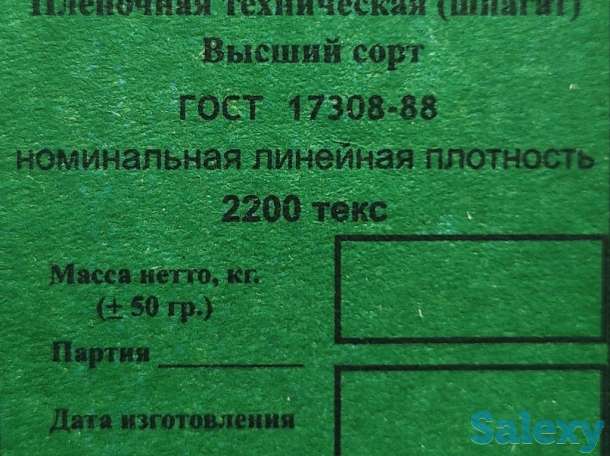 Пленочная техническая (шпагат)
Высший сорт
ГОСТ 17308-88
номинальная линейная плотность
2200 текс
Масса нетто, кг.
(± 50 гр.)
Партия
Дата изготовления
Salexy